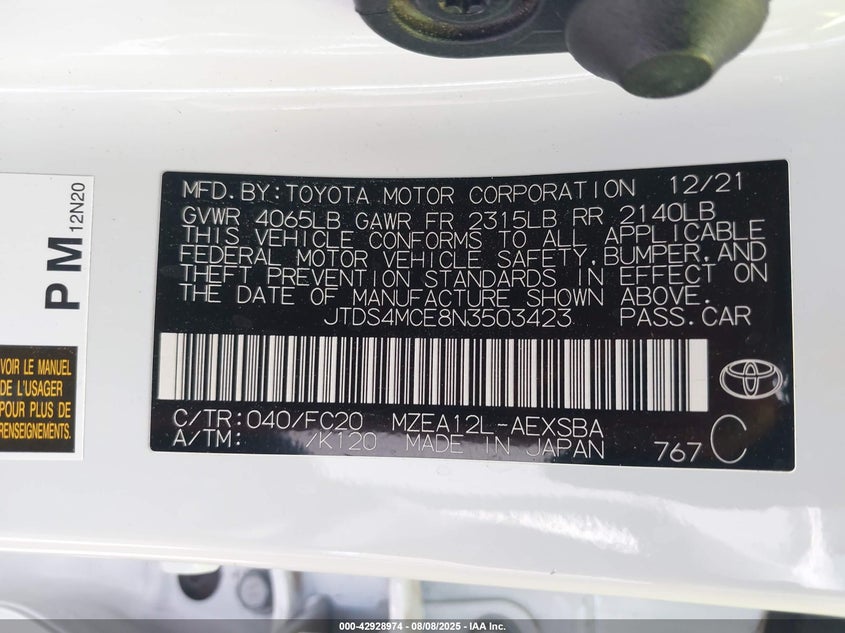 MFD.BY:TOYOTA MOTOR CORPORATION 12/21
GVWR 4065LB GAWR FR 2315LB RR 2140LB
THIS VEHICLE CONFORMS TO ALL APPLICABLE
FEDERAL MOTOR VEHICLE SAFETY,BUMPER,AND
THEFT PREVENTION STANDARDS IN EFFECT ON
THE DATE OF MANUFACTURE SHOWN ABOVE.
JTDS4MCE8N3503423 PASS.CAR
C/TR:040/FC20 MZEA12L-AEXSBA
A/TM: /K120 MADE IN JAPAN 767 C
PM 12N20
VOIR LE MANUEL
DE L'USAGER
POUR PLUS DE
RENSEIGNEMENTS.
000-42928974 - 08/08/2025 - IAA Inc.